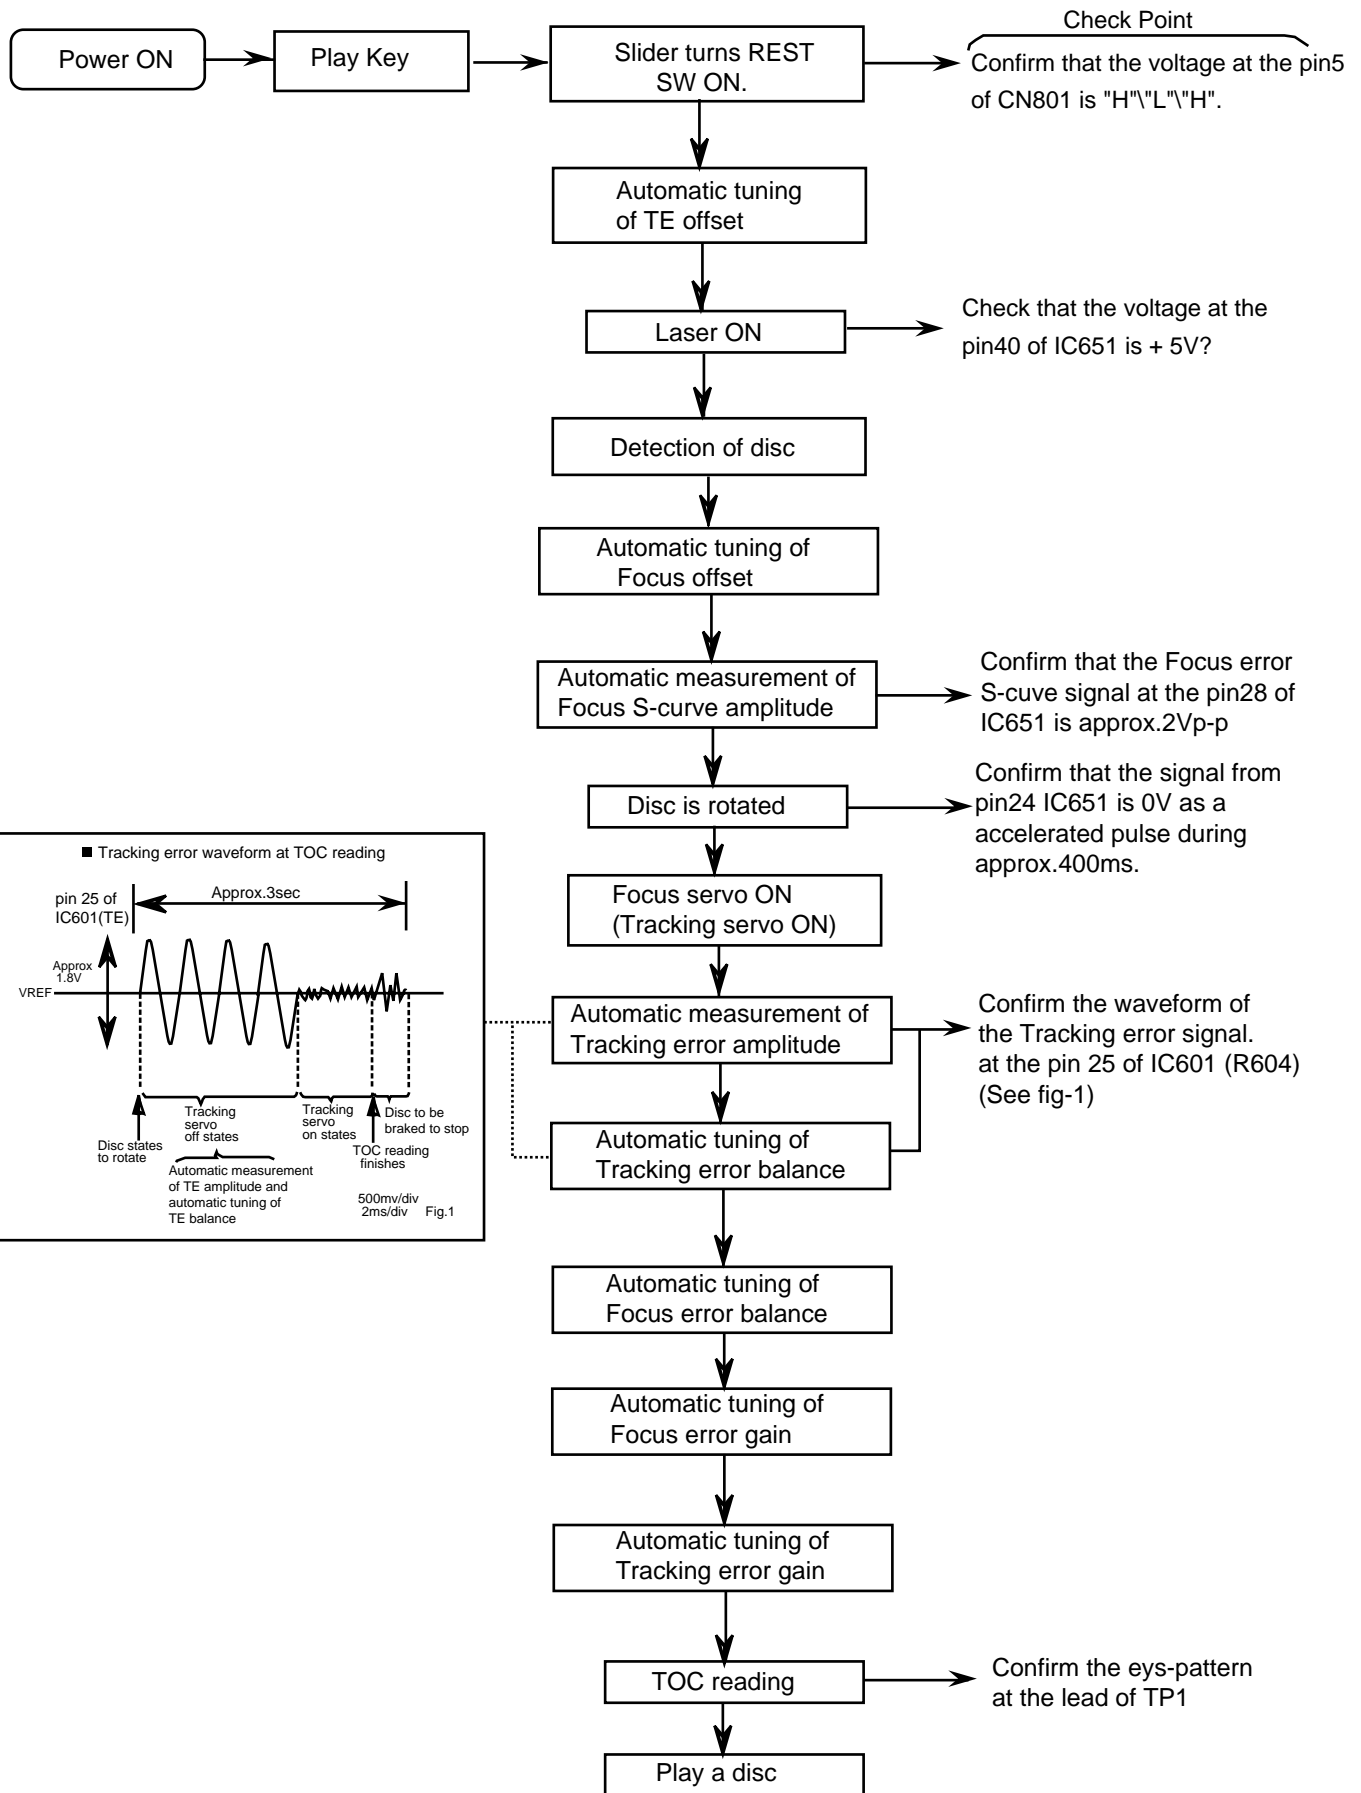 Check Point
Power ON
Play Key
Slider turns REST
SW ON.
Confirm that the voltage at the pin5
of CN801 is "H"\"L"\"H".
Automatic tuning
of TE offset
Laser ON
Check that the voltage at the
pin40 of IC651 is + 5V?
Detection of disc
Automatic tuning of
Focus offset
Automatic measurement of
Focus S-curve amplitude
Confirm that the Focus error
S-cuve signal at the pin28 of
IC651 is approx.2Vp-p
Disc is rotated
Confirm that the signal from
pin24 IC651 is 0V as a
accelerated pulse during
approx.400ms.
■ Tracking error waveform at TOC reading
pin 25 of
IC601(TE)
Approx.3sec
Approx
1.8V
VREF
Disc states
to rotate
Tracking
servo
off states
Tracking
servo
on states
Disc to be
braked to stop
TOC reading
finishes
Automatic measurement
of TE amplitude and
automatic tuning of
TE balance
500mv/div
2ms/div
Fig.1
Focus servo ON
(Tracking servo ON)
Automatic measurement of
Tracking error amplitude
Confirm the waveform of
the Tracking error signal.
at the pin 25 of IC601 (R604)
(See fig-1)
Automatic tuning of
Tracking error balance
Automatic tuning of
Focus error balance
Automatic tuning of
Focus error gain
Automatic tuning of
Tracking error gain
TOC reading
Confirm the eys-pattern
at the lead of TP1
Play a disc